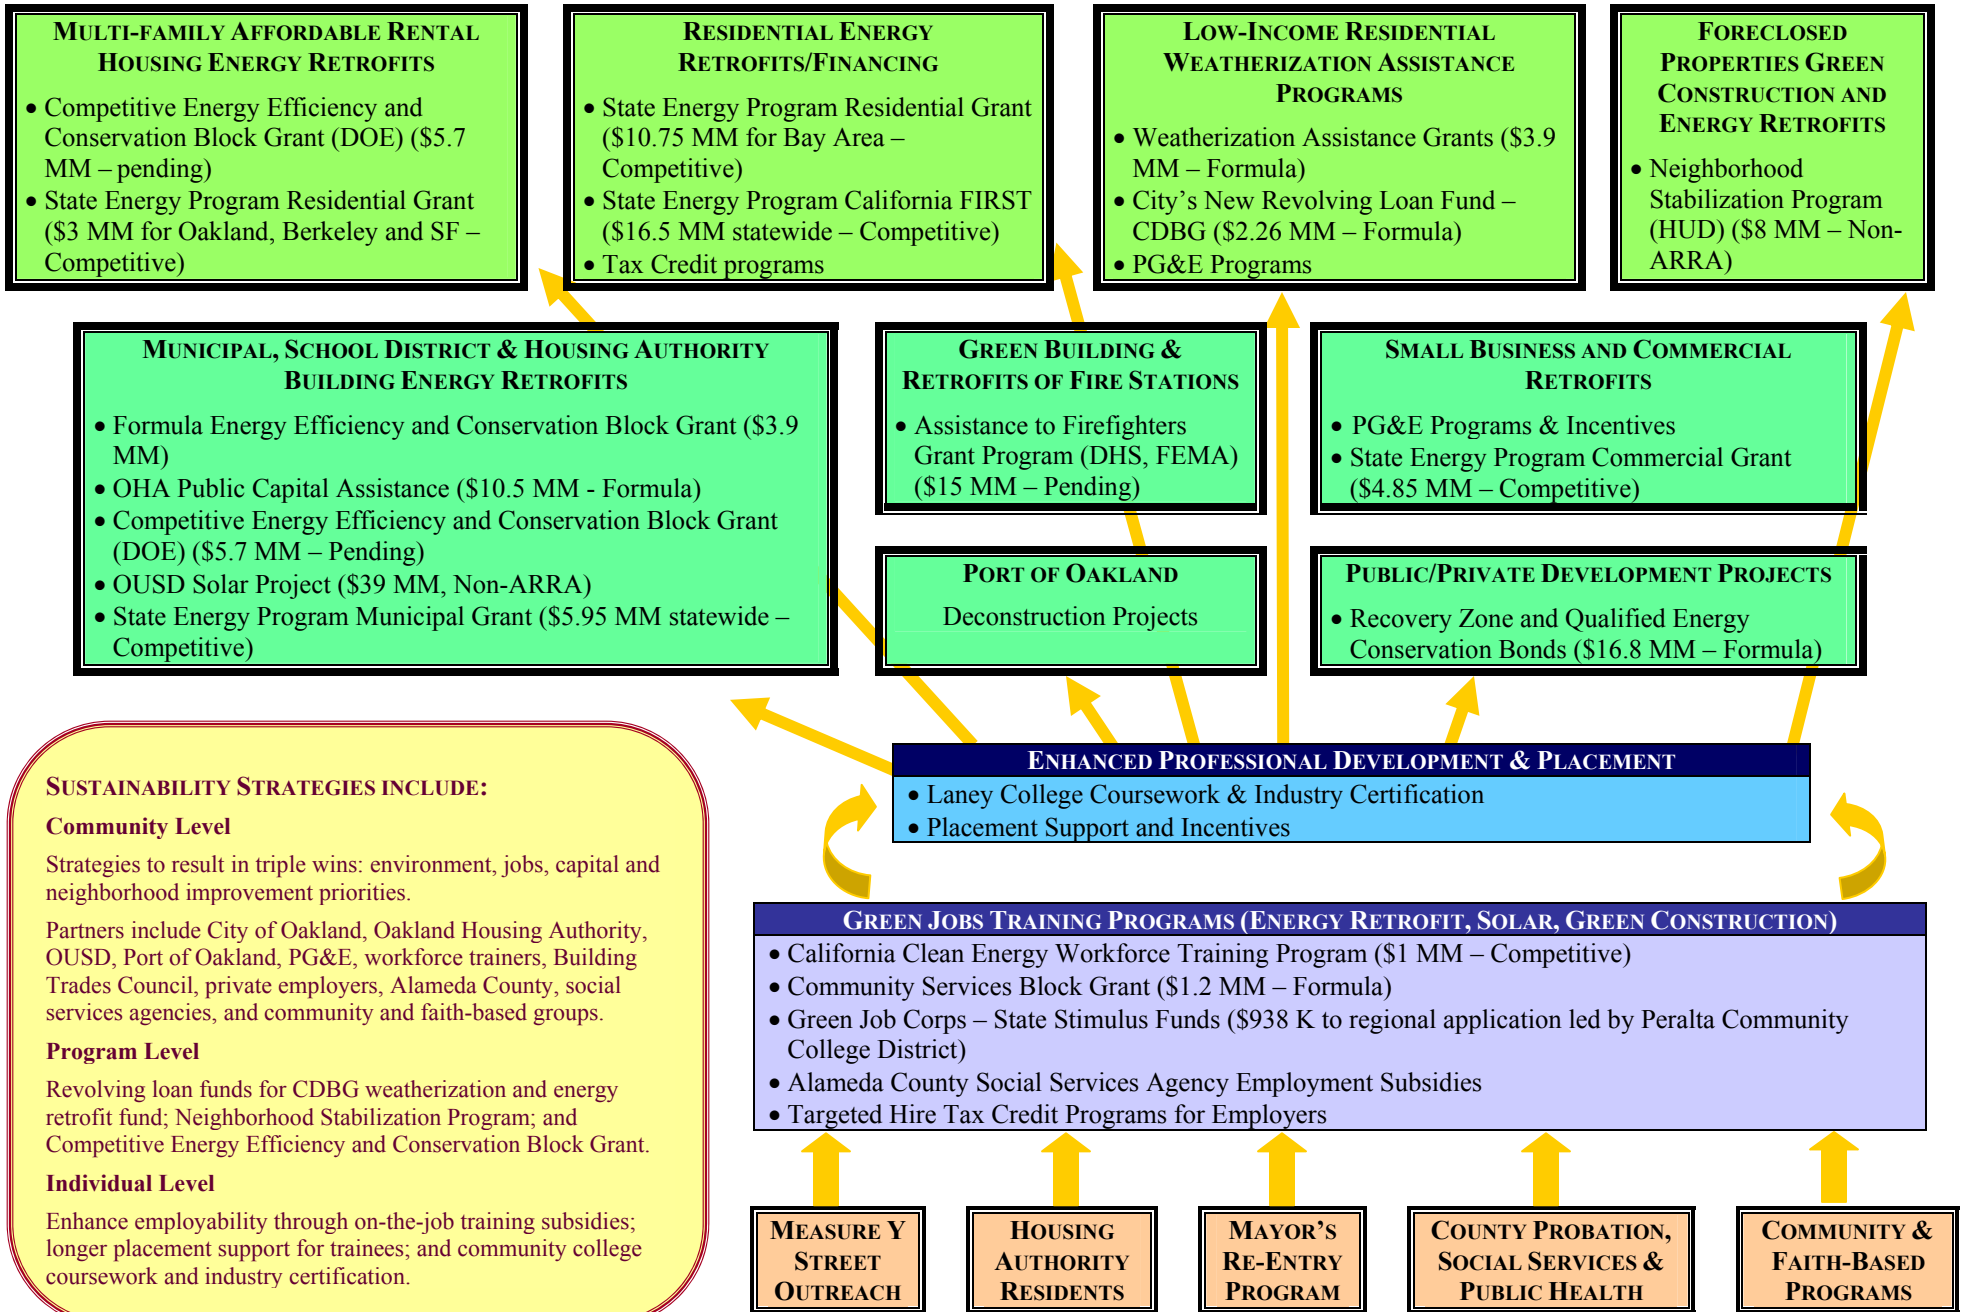 MULTI-FAMILY AFFORDABLE RENTAL
HOUSING ENERGY RETROFITS
• Competitive Energy Efficiency and
Conservation Block Grant (DOE) ($5.7
MM – pending)
• State Energy Program Residential Grant
($3 MM for Oakland, Berkeley and SF –
Competitive)
RESIDENTIAL ENERGY
RETROFITS/FINANCING
• State Energy Program Residential Grant
($10.75 MM for Bay Area –
Competitive)
• State Energy Program California FIRST
($16.5 MM statewide – Competitive)
• Tax Credit programs
LOW-INCOME RESIDENTIAL
WEATHERIZATION ASSISTANCE
PROGRAMS
• Weatherization Assistance Grants ($3.9
MM – Formula)
• City’s New Revolving Loan Fund –
CDBG ($2.26 MM – Formula)
• PG&E Programs
FORECLOSED
PROPERTIES GREEN
CONSTRUCTION AND
ENERGY RETROFITS
• Neighborhood
Stabilization Program
(HUD) ($8 MM – Non-
ARRA)
MUNICIPAL, SCHOOL DISTRICT & HOUSING AUTHORITY
BUILDING ENERGY RETROFITS
• Formula Energy Efficiency and Conservation Block Grant ($3.9
MM)
• OHA Public Capital Assistance ($10.5 MM - Formula)
• Competitive Energy Efficiency and Conservation Block Grant
(DOE) ($5.7 MM – Pending)
• OUSD Solar Project ($39 MM, Non-ARRA)
• State Energy Program Municipal Grant ($5.95 MM statewide –
Competitive)
GREEN BUILDING &
RETROFITS OF FIRE STATIONS
• Assistance to Firefighters
Grant Program (DHS, FEMA)
($15 MM – Pending)
SMALL BUSINESS AND COMMERCIAL
RETROFITS
• PG&E Programs & Incentives
• State Energy Program Commercial Grant
($4.85 MM – Competitive)
PORT OF OAKLAND
Deconstruction Projects
PUBLIC/PRIVATE DEVELOPMENT PROJECTS
• Recovery Zone and Qualified Energy
Conservation Bonds ($16.8 MM – Formula)
SUSTAINABILITY STRATEGIES INCLUDE:
Community Level
Strategies to result in triple wins: environment, jobs, capital and
neighborhood improvement priorities.
Partners include City of Oakland, Oakland Housing Authority,
OUSD, Port of Oakland, PG&E, workforce trainers, Building
Trades Council, private employers, Alameda County, social
services agencies, and community and faith-based groups.
Program Level
Revolving loan funds for CDBG weatherization and energy
retrofit fund; Neighborhood Stabilization Program; and
Competitive Energy Efficiency and Conservation Block Grant.
Individual Level
Enhance employability through on-the-job training subsidies;
longer placement support for trainees; and community college
coursework and industry certification.
ENHANCED PROFESSIONAL DEVELOPMENT & PLACEMENT
• Laney College Coursework & Industry Certification
• Placement Support and Incentives
GREEN JOBS TRAINING PROGRAMS (ENERGY RETROFIT, SOLAR, GREEN CONSTRUCTION)
• California Clean Energy Workforce Training Program ($1 MM – Competitive)
• Community Services Block Grant ($1.2 MM – Formula)
• Green Job Corps – State Stimulus Funds ($938 K to regional application led by Peralta Community
College District)
• Alameda County Social Services Agency Employment Subsidies
• Targeted Hire Tax Credit Programs for Employers
MEASURE Y
STREET
OUTREACH
HOUSING
AUTHORITY
RESIDENTS
MAYOR’S
RE-ENTRY
PROGRAM
COUNTY PROBATION,
SOCIAL SERVICES &
PUBLIC HEALTH
COMMUNITY &
FAITH-BASED
PROGRAMS